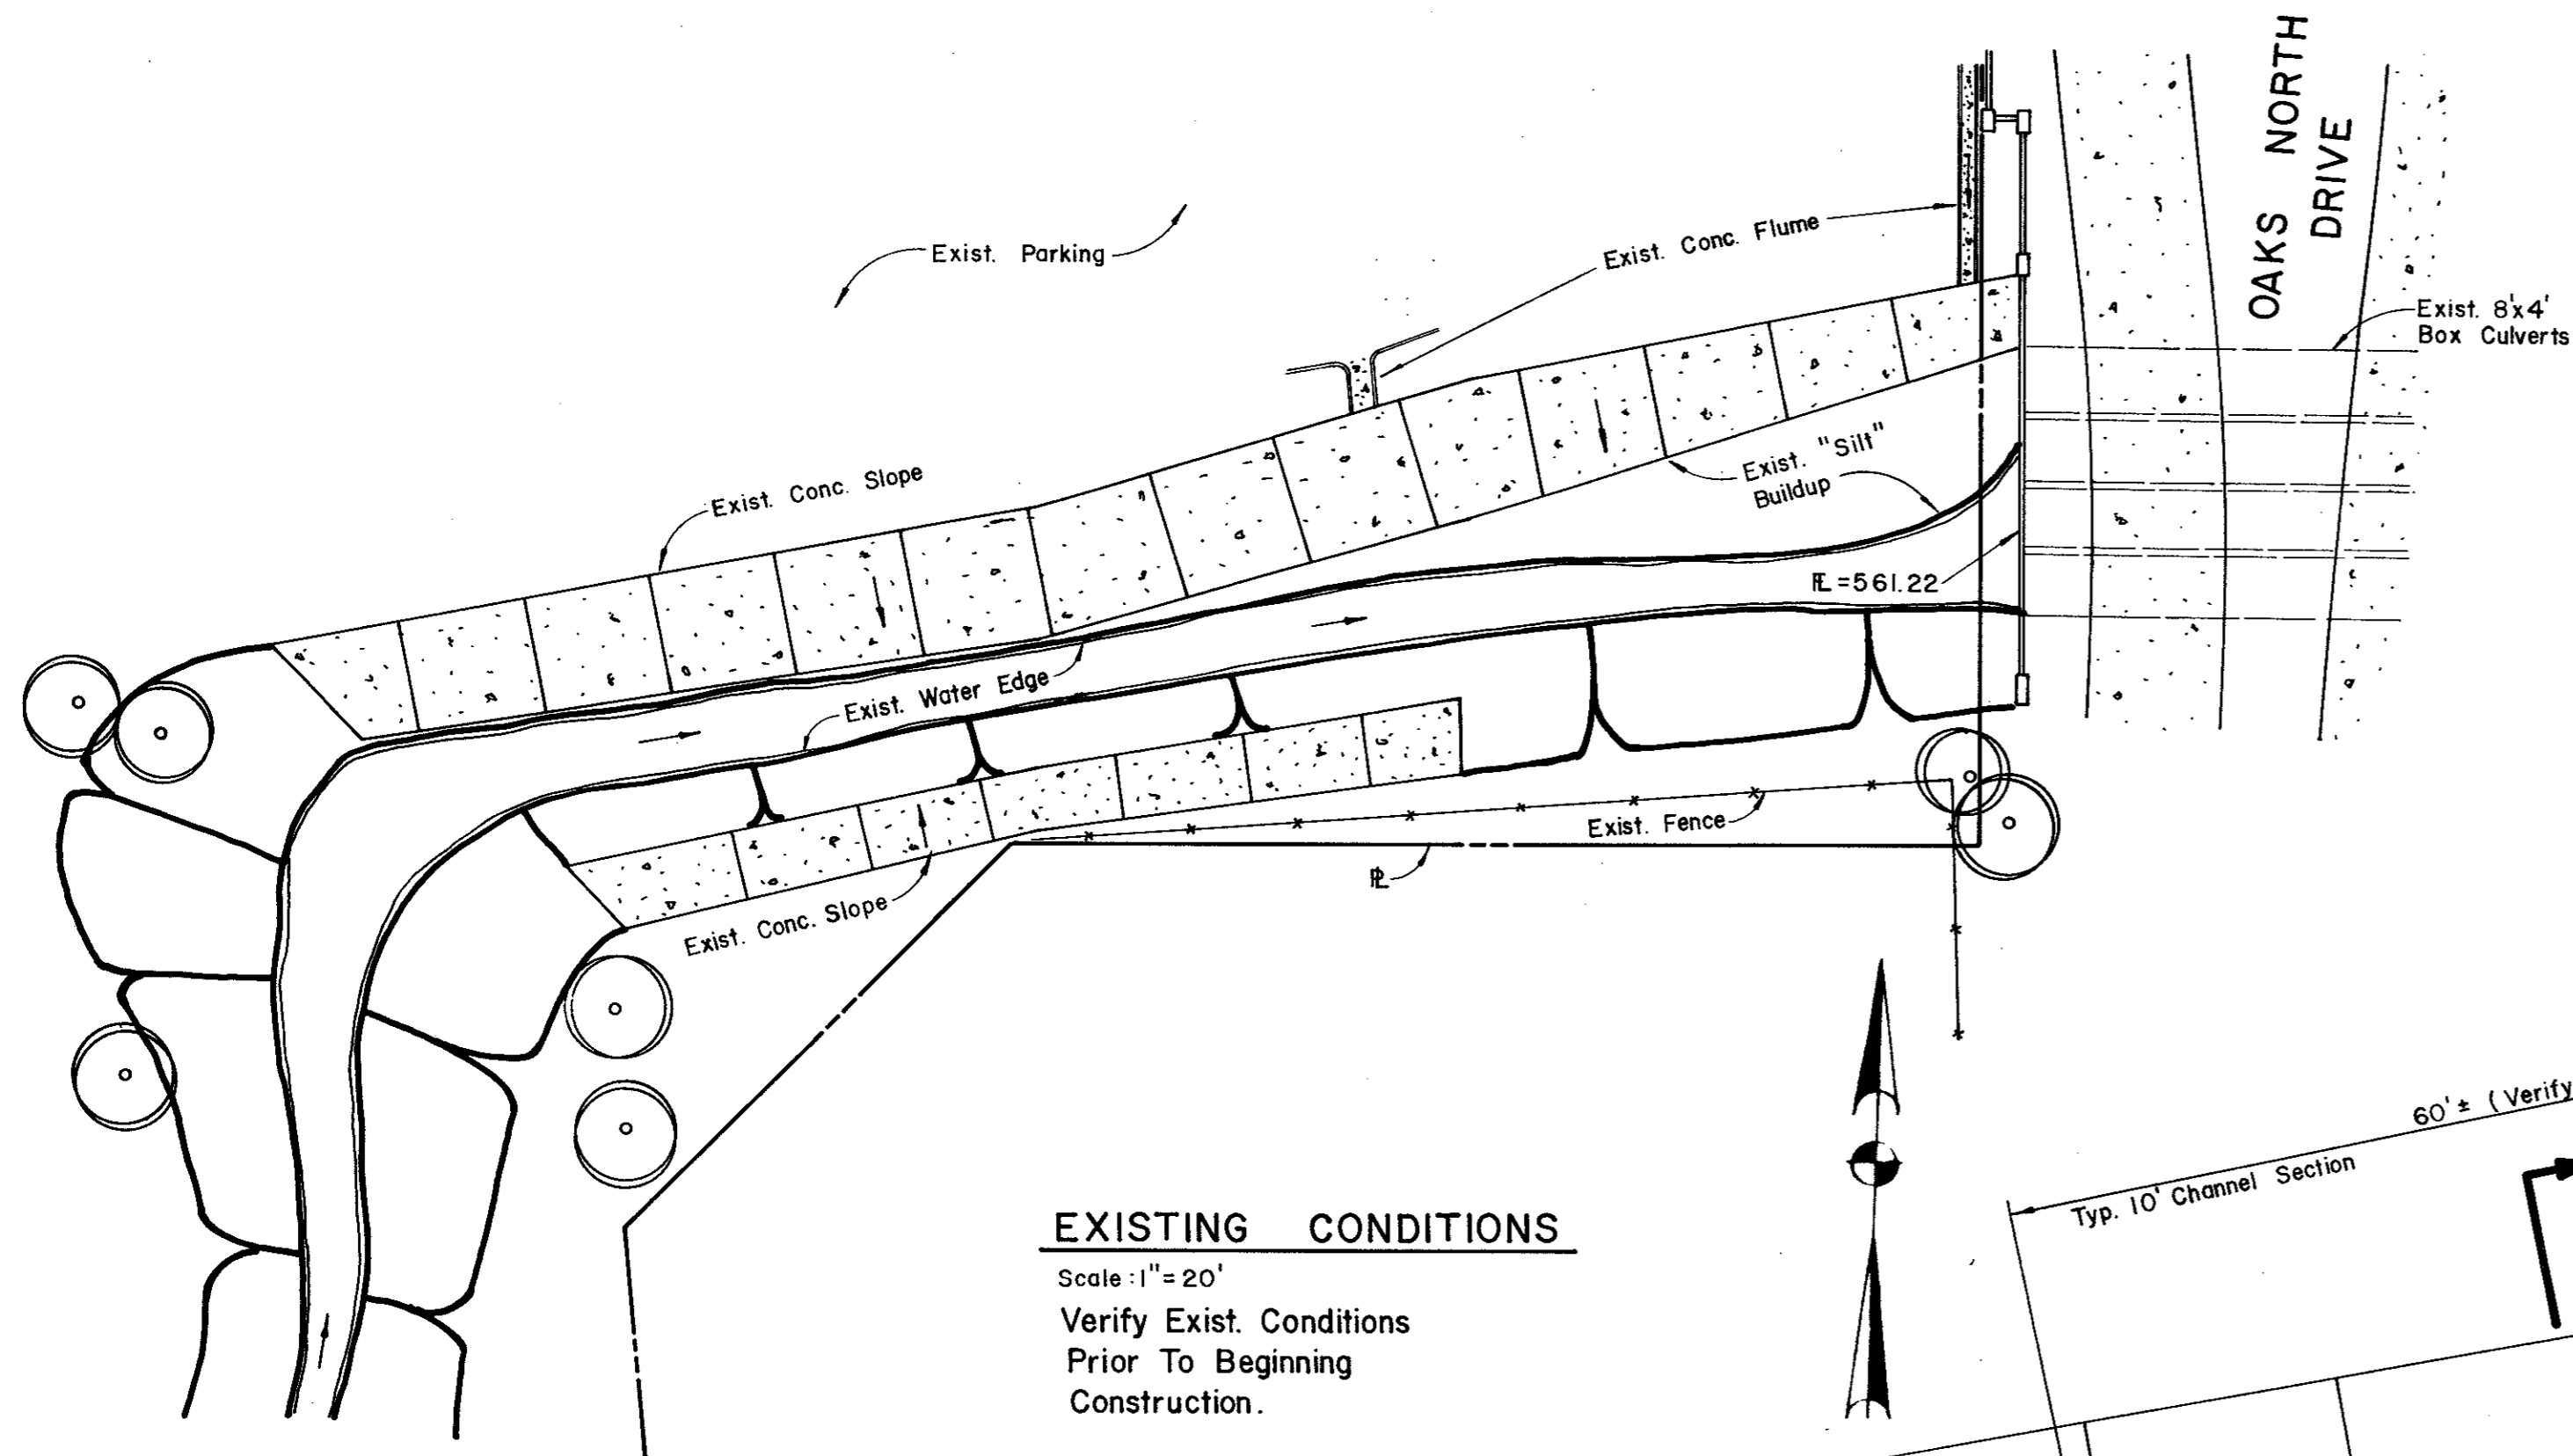 OAKS NORTH
DRIVE
Exist. Parking
Exist. Conc. Flume
Exist. 8'x4'
Box Culverts
Exist. Conc. Slope
Exist. "Silt"
Buildup
FL=561.22
Exist. Water Edge
Exist. Fence
PL
Exist. Conc. Slope
60'± (Verify
Typ. 10' Channel Section
EXISTING CONDITIONS
Scale:1"=20'
Verify Exist. Conditions
Prior To Beginning
Construction.